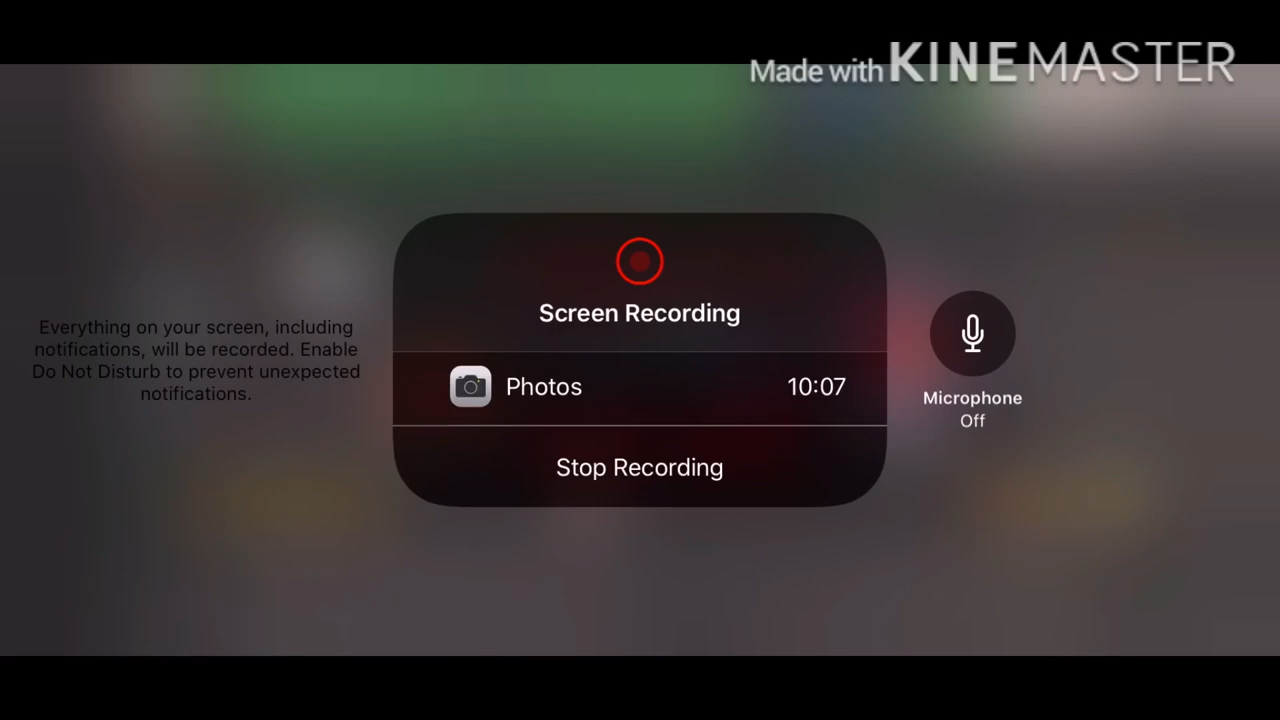 Made with KINEMASTER
Screen Recording
Everything on your screen, including
notifications, will be recorded. Enable
Do Not Disturb to prevent unexpected
notifications.
Photos 10:07
Stop Recording
Microphone
Off